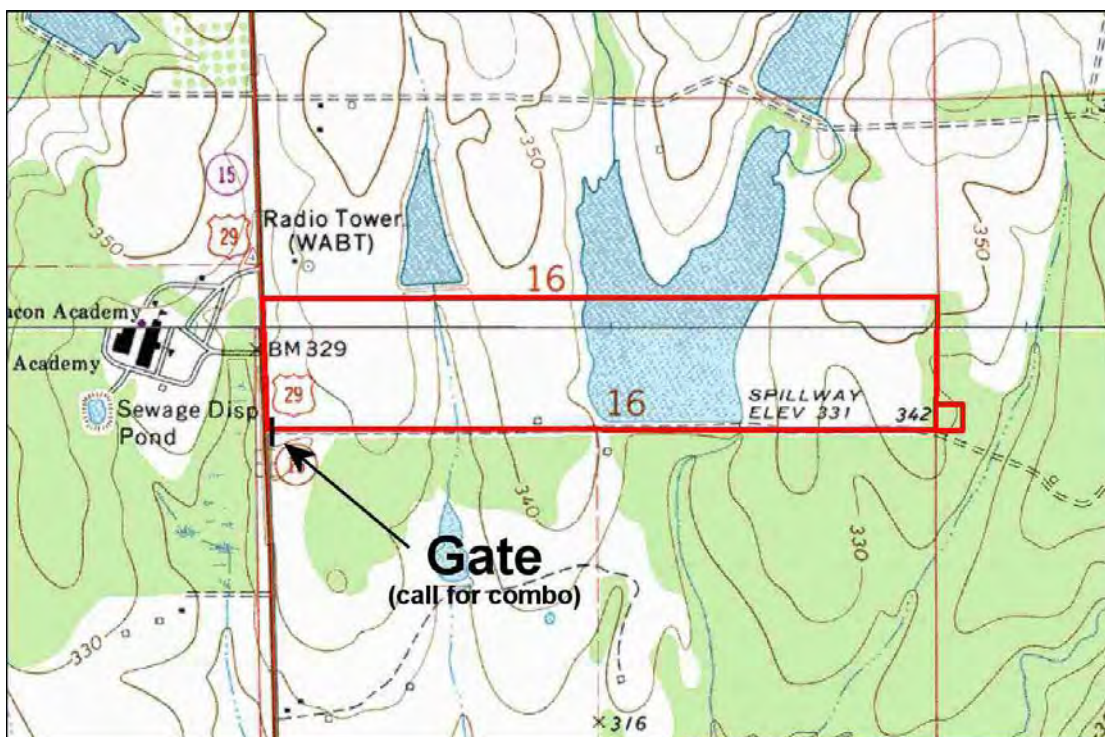 350
15
350
29
350
Radio Tower
(WABT)
16
acon Academy
BM 329
Academy
29
16
SPILLWAY
ELEV 331
342
Sewage Disp
Pond
340
330
Gate
(call for combo)
330
316